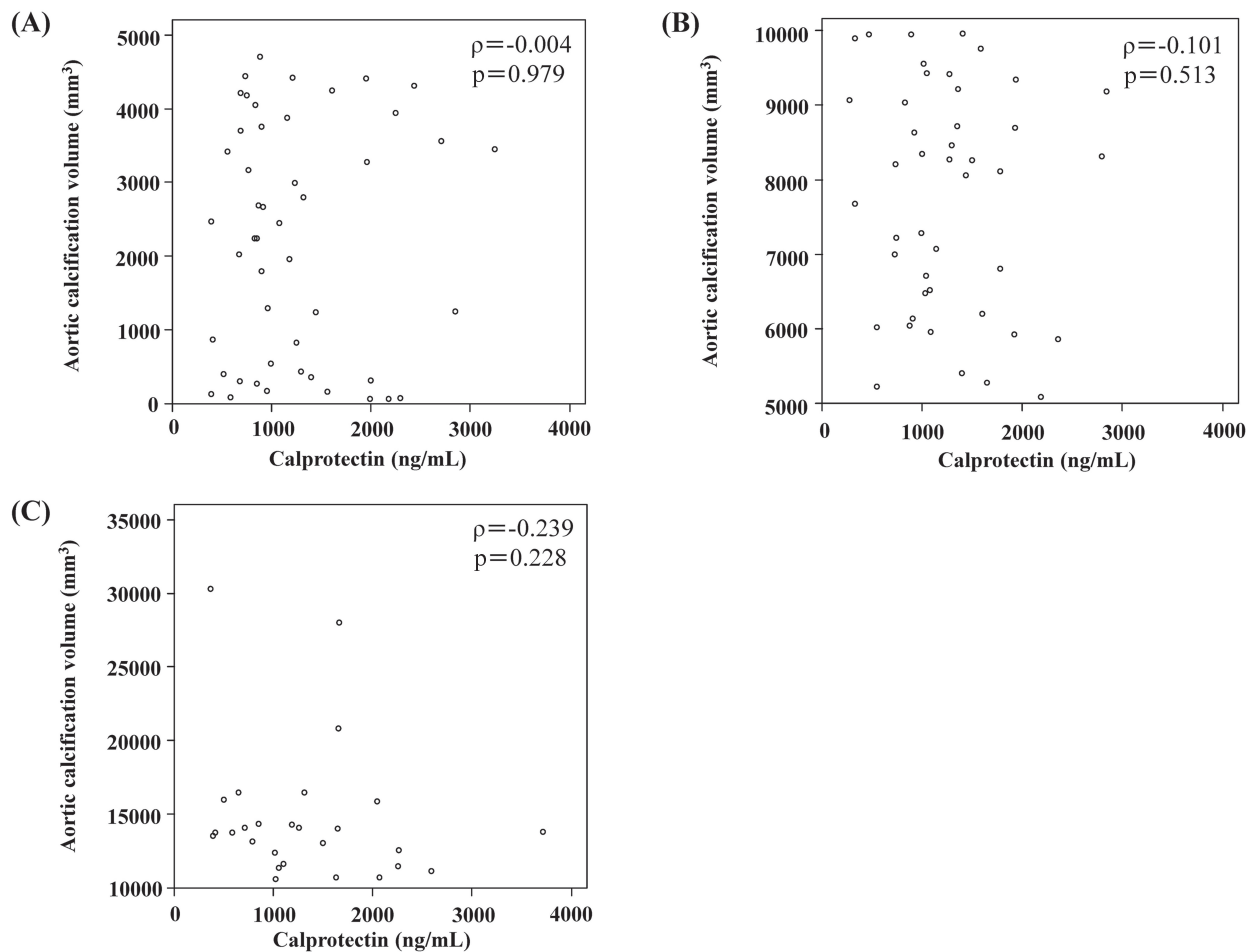 (A)
ρ=-0.004
p=0.979
Aortic calcification volume (mm³)
5000
4000
3000
2000
1000
0
0 1000 2000 3000 4000
Calprotectin (ng/mL)
(B)
ρ=-0.101
p=0.513
Aortic calcification volume (mm³)
10000
9000
8000
7000
6000
5000
0 1000 2000 3000 4000
Calprotectin (ng/mL)
(C)
ρ=-0.239
p=0.228
Aortic calcification volume (mm³)
35000
30000
25000
20000
15000
10000
0 1000 2000 3000 4000
Calprotectin (ng/mL)